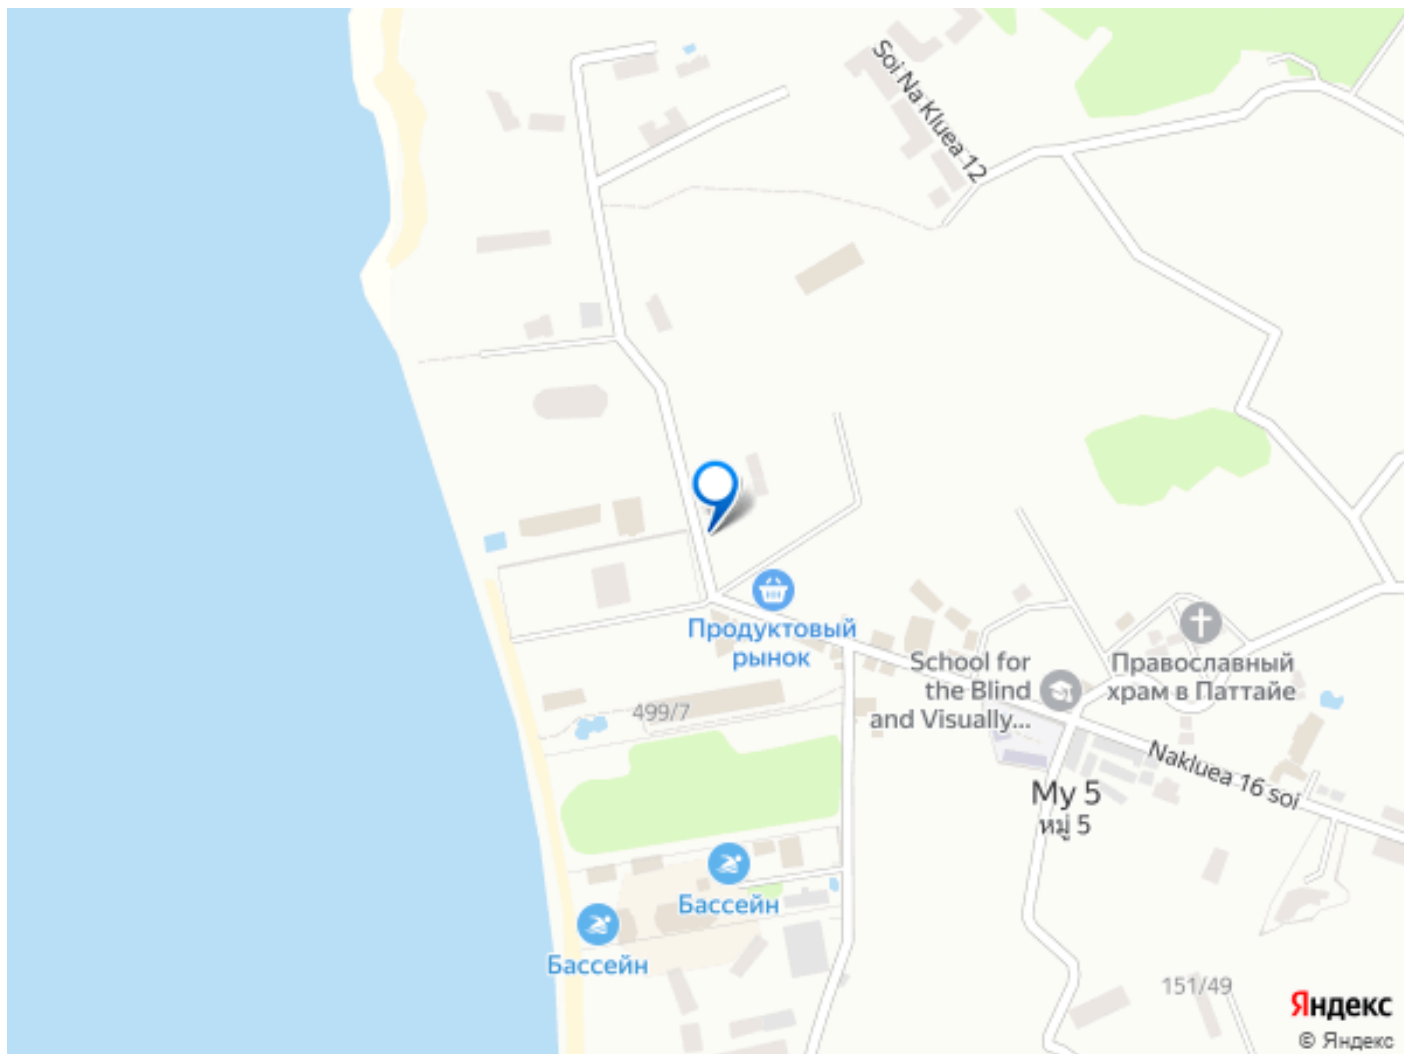 Soi Na Kluea 12
Продуктовый
рынок
School for
the Blind
and Visually...
Православный
храм в Паттайе
499/7
Nakluea 16 soi
Му 5
หมู่ 5
Бассейн
Бассейн
151/49
Яндекс
© Яндекс